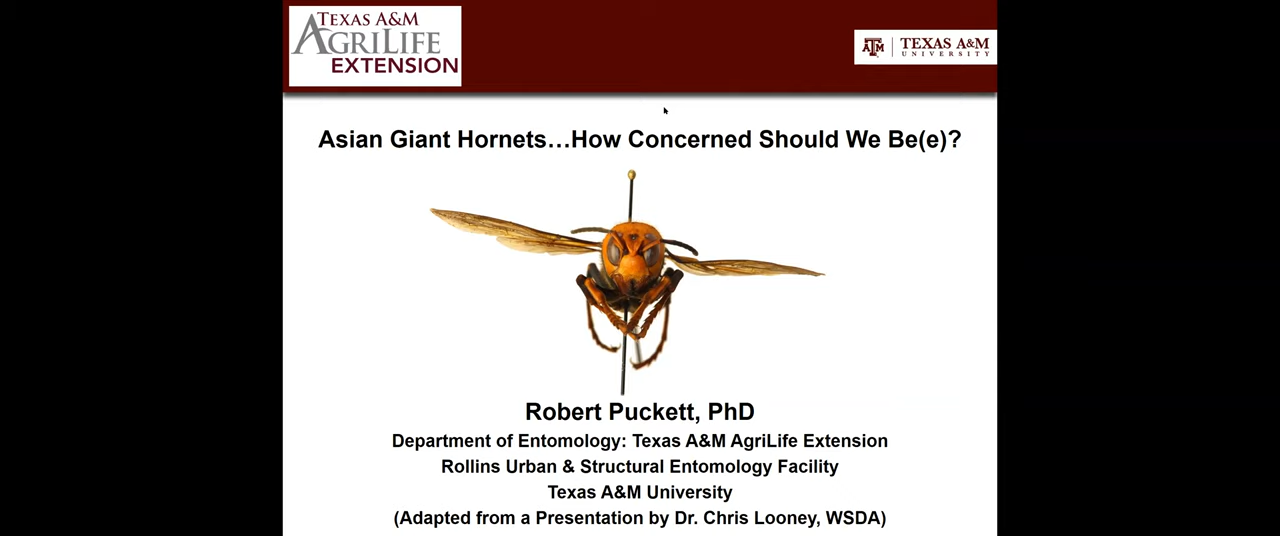 TEXAS A&M
AGRILIFE
EXTENSION
ATM
TEXAS A&M
UNIVERSITY
Asian Giant Hornets…How Concerned Should We Be(e)?
Robert Puckett, PhD
Department of Entomology: Texas A&M AgriLife Extension
Rollins Urban & Structural Entomology Facility
Texas A&M University
(Adapted from a Presentation by Dr. Chris Looney, WSDA)